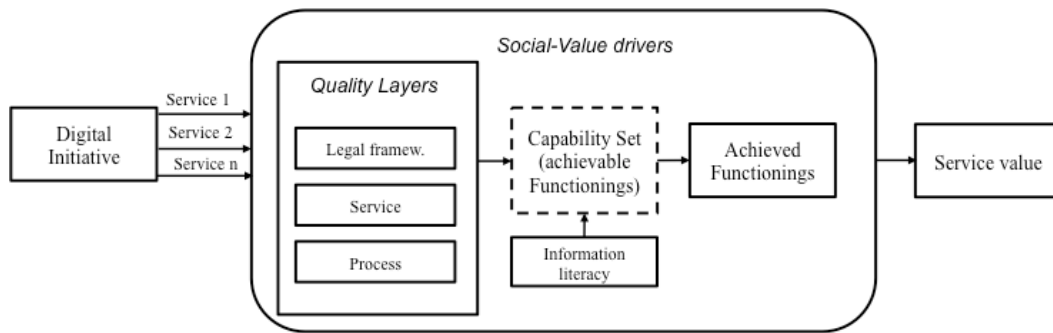 Social-Value drivers
Quality Layers
Service 1
Service 2
Service n
Digital
Initiative
Legal framew.
Service
Process
Capability Set
(achievable
Functionings)
Information
literacy
Achieved
Functionings
Service value